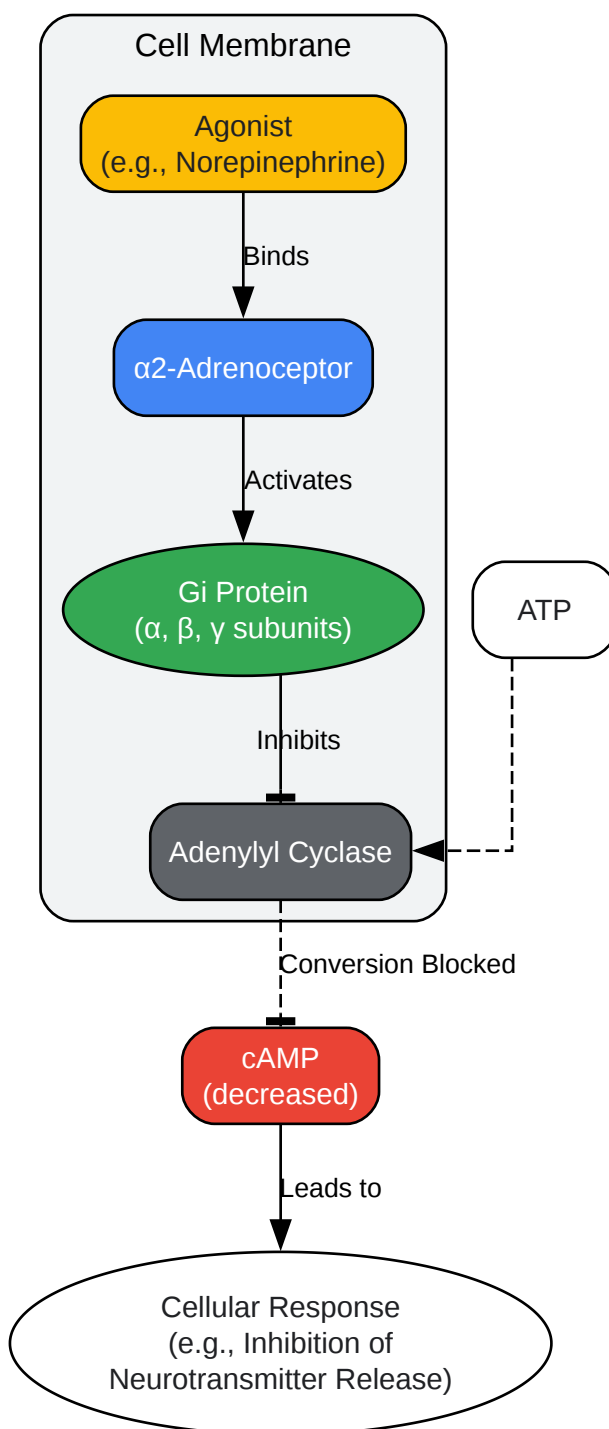 Cell Membrane
Agonist
(e.g., Norepinephrine)
Binds
α2-Adrenoceptor
Activates
Gi Protein
(α, β, γ subunits)
ATP
Inhibits
Adenylyl Cyclase
Conversion Blocked
cAMP
(decreased)
Leads to
Cellular Response
(e.g., Inhibition of
Neurotransmitter Release)